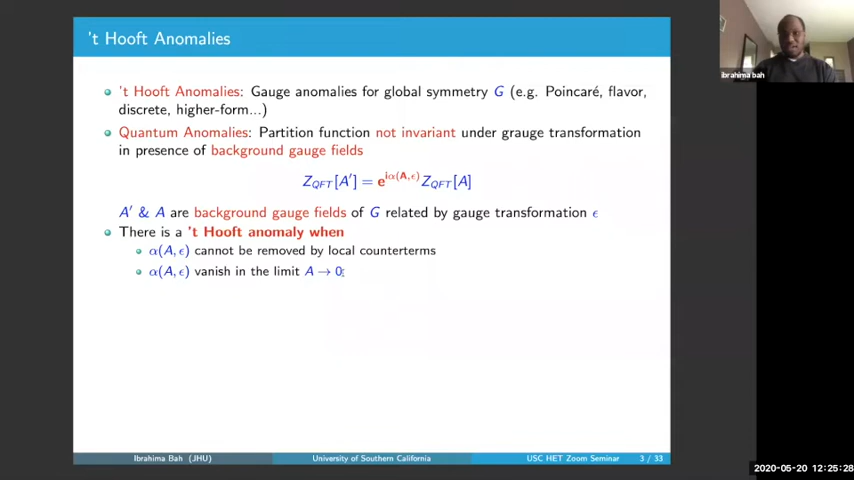 't Hooft Anomalies
't Hooft Anomalies: Gauge anomalies for global symmetry G (e.g. Poincaré, flavor,
discrete, higher-form...)
Quantum Anomalies: Partition function not invariant under grauge transformation
in presence of background gauge fields
Z_QFT[A′] = e^{iα(A,ϵ)} Z_QFT[A]
A′ & A are background gauge fields of G related by gauge transformation ϵ
There is a 't Hooft anomaly when
α(A, ϵ) cannot be removed by local counterterms
α(A, ϵ) vanish in the limit A → 0;
Ibrahima Bah (JHU) University of Southern California USC HET Zoom Seminar 3 / 33
ibrahima bah
2020-05-20 12:25:28